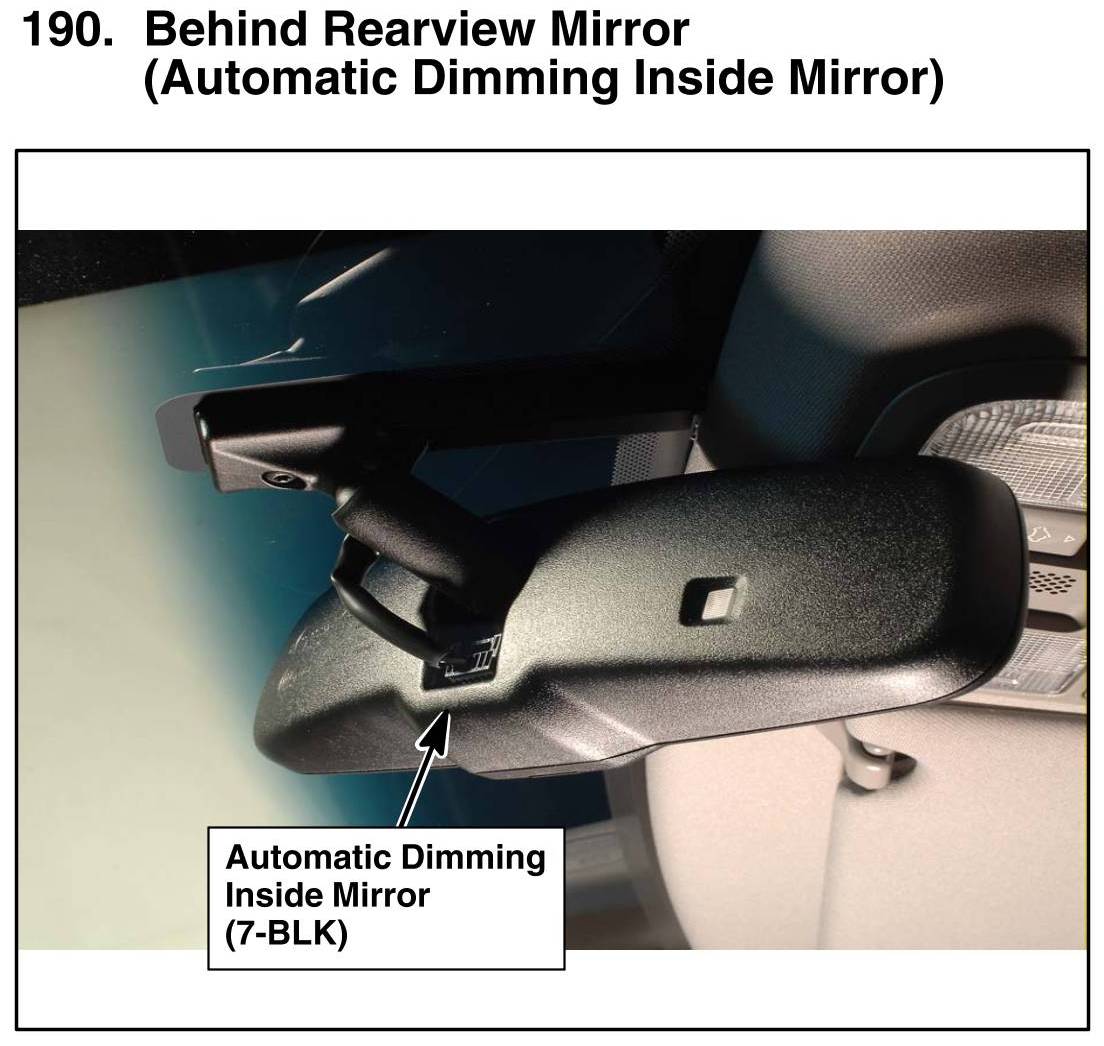 190. Behind Rearview Mirror
(Automatic Dimming Inside Mirror)
Automatic Dimming
Inside Mirror
(7-BLK)